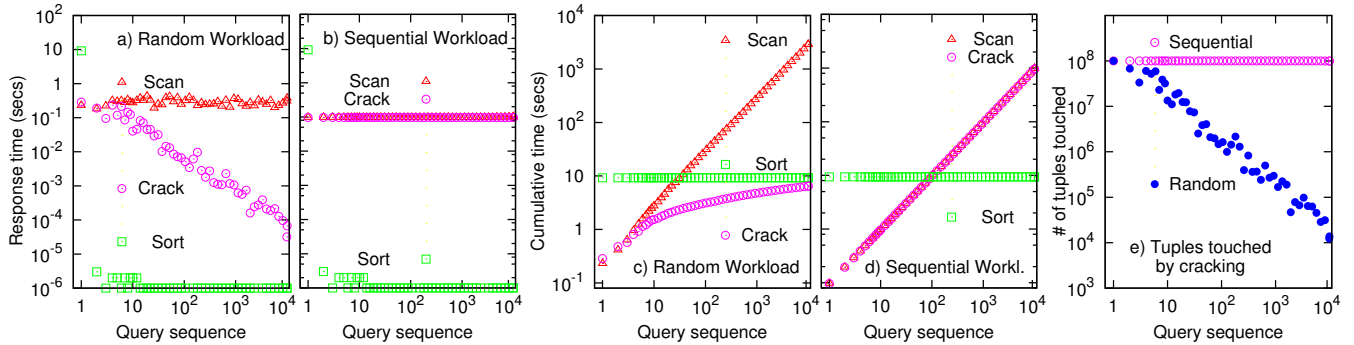 Response time (secs)
10²
10
1
10⁻¹
10⁻²
10⁻³
10⁻⁴
10⁻⁵
10⁻⁶
a) Random Workload
Scan
Crack
Sort
1 10 10² 10³ 10⁴
Query sequence
b) Sequential Workload
Scan
Crack
Sort
1 10 10² 10³ 10⁴
Query sequence
Cumulative time (secs)
10⁴
10³
10²
10
1
10⁻¹
Scan
Sort
Crack
c) Random Workload
1 10 10² 10³ 10⁴
Query sequence
Scan
Crack
Sort
d) Sequential Workl.
1 10 10² 10³ 10⁴
Query sequence
# of tuples touched
10⁸
10⁷
10⁶
10⁵
10⁴
10³
Sequential
Random
e) Tuples touched
by cracking
1 10 10² 10³ 10⁴
Query sequence